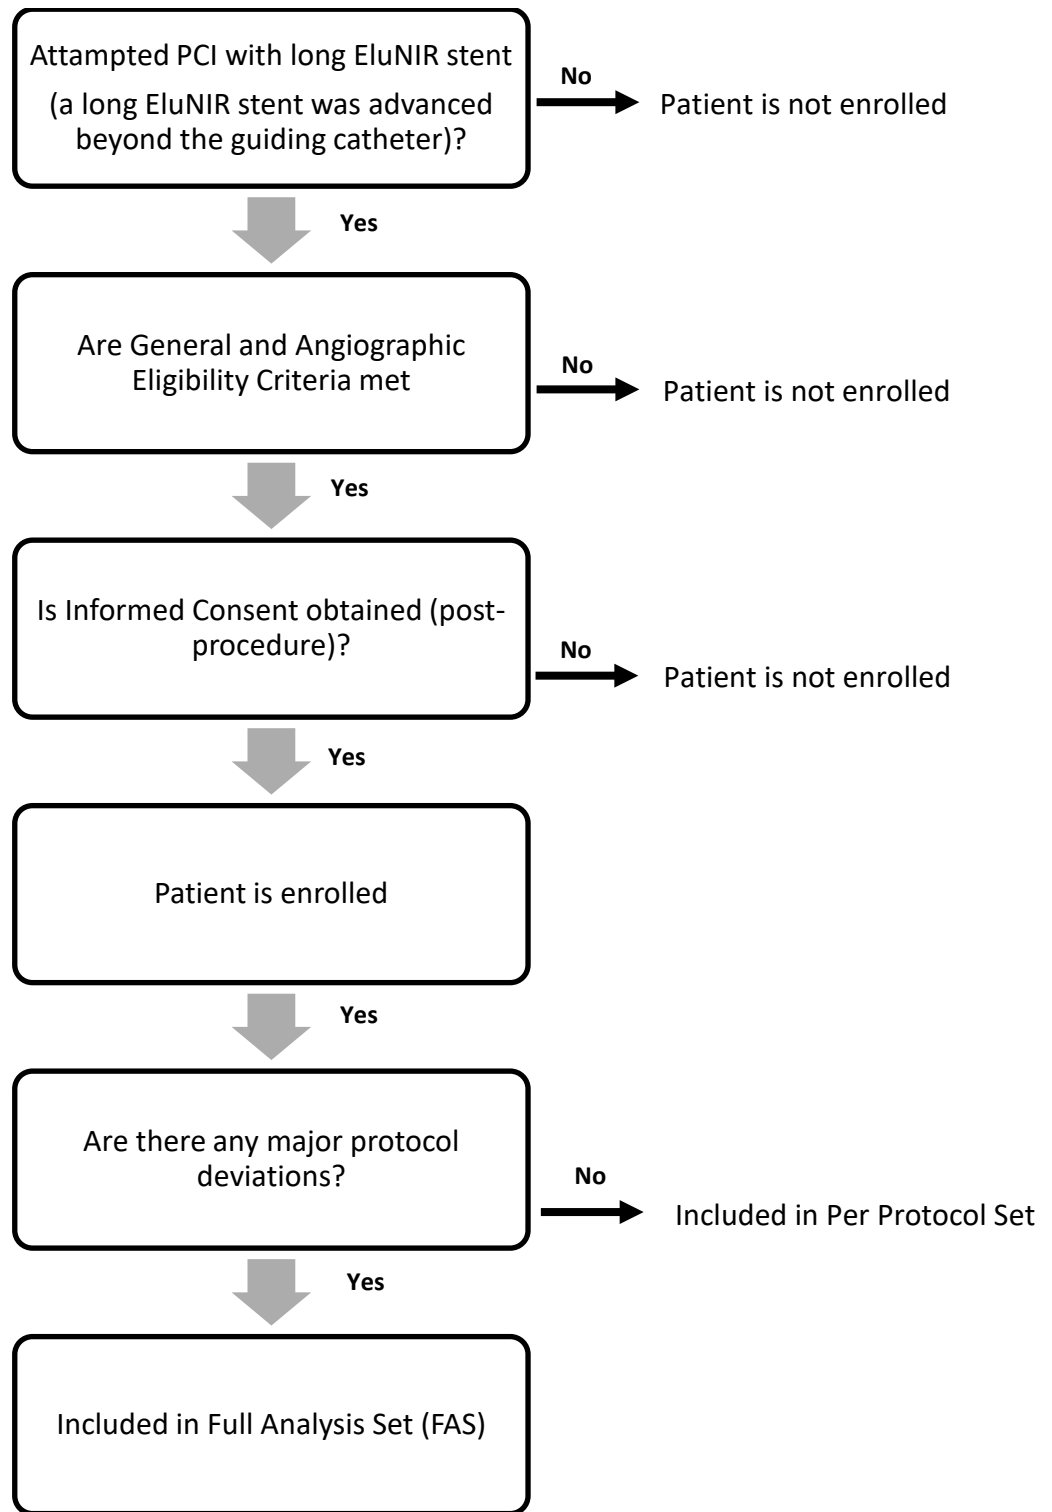 Attampted PCI with long EluNIR stent
(a long EluNIR stent was advanced
beyond the guiding catheter)?
No
Patient is not enrolled
Yes
Are General and Angiographic
Eligibility Criteria met
No
Patient is not enrolled
Yes
Is Informed Consent obtained (post-
procedure)?
No
Patient is not enrolled
Yes
Patient is enrolled
Yes
Are there any major protocol
deviations?
No
Included in Per Protocol Set
Yes
Included in Full Analysis Set (FAS)